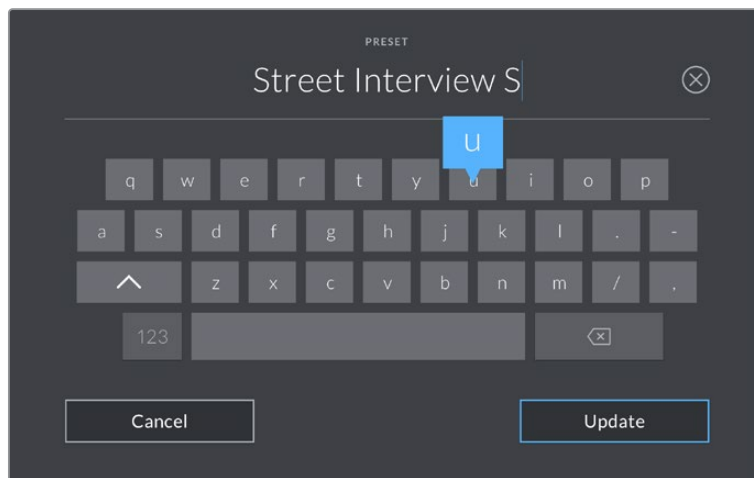 PRESET
Street Interview S
u
q w e r t y u i o p
a s d f g h j k l . -
z x c v b n m / ,
123
Cancel Update